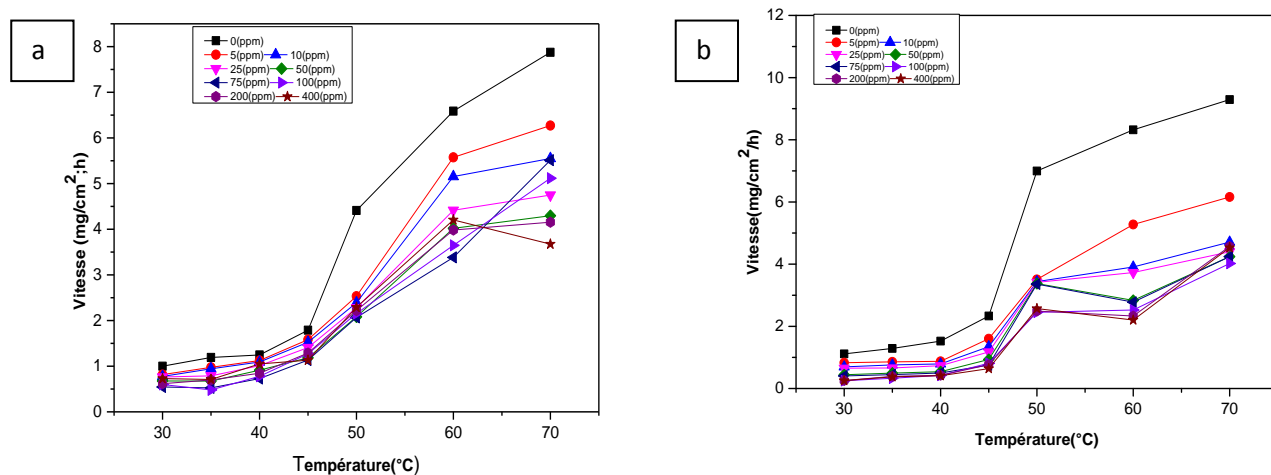 a
8
7
6
5
4
3
2
1
0
Vitesse (mg/cm²;h)
0(ppm)
5(ppm) 10(ppm)
25(ppm) 50(ppm)
75(ppm) 100(ppm)
200(ppm) 400(ppm)
30 40 50 60 70
Température(°C)
b
12
10
8
6
4
2
0
Vitesse(mg/cm²/h)
0(ppm)
5(ppm) 10(ppm)
25(ppm) 50(ppm)
75(ppm) 100(ppm)
200(ppm) 400(ppm)
30 40 50 60 70
Température(°C)